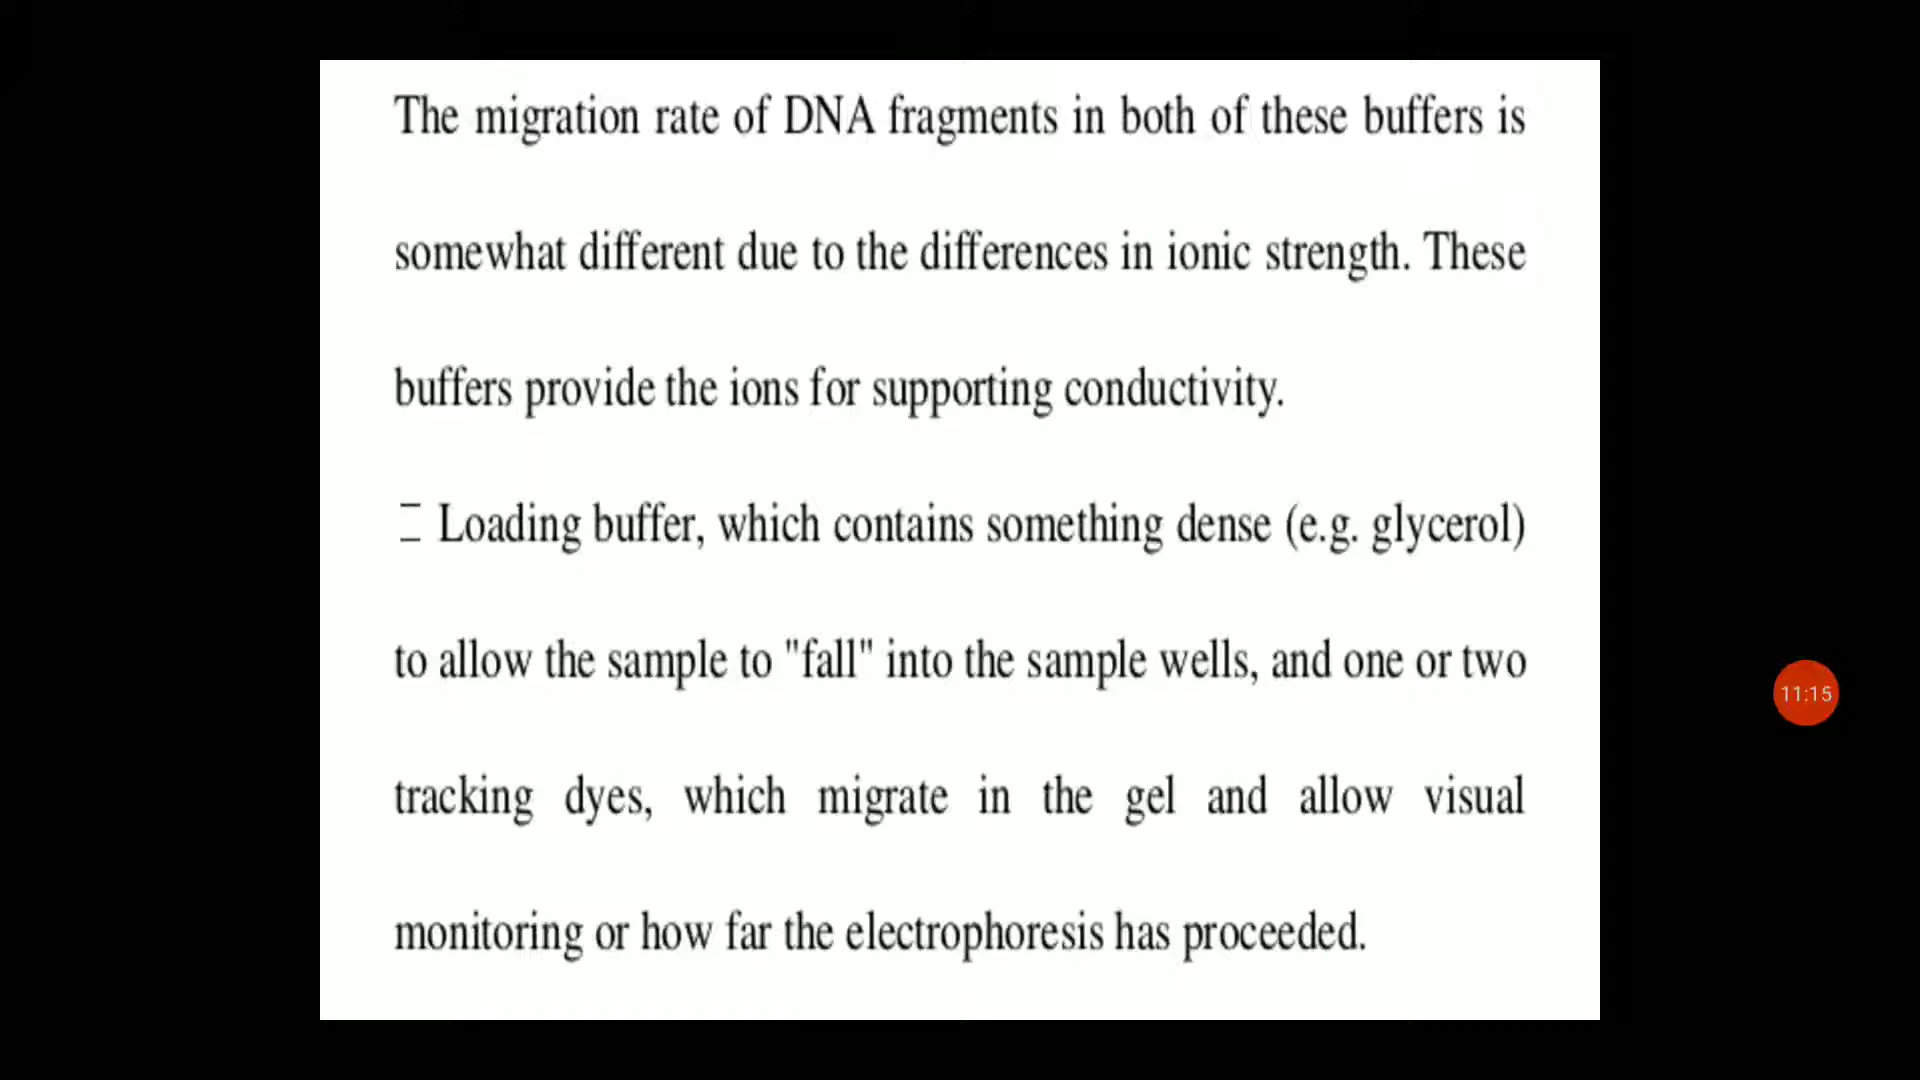 The migration rate of DNA fragments in both of these buffers is
somewhat different due to the differences in ionic strength. These
buffers provide the ions for supporting conductivity.
Loading buffer, which contains something dense (e.g. glycerol)
to allow the sample to "fall" into the sample wells, and one or two
tracking dyes, which migrate in the gel and allow visual
monitoring or how far the electrophoresis has proceeded.
11:15